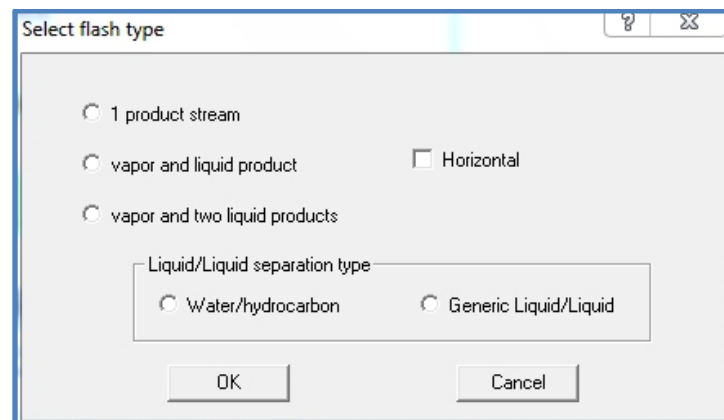 Select flash type
1 product stream
vapor and liquid product
Horizontal
vapor and two liquid products
Liquid/Liquid separation type
Water/hydrocarbon
Generic Liquid/Liquid
OK
Cancel